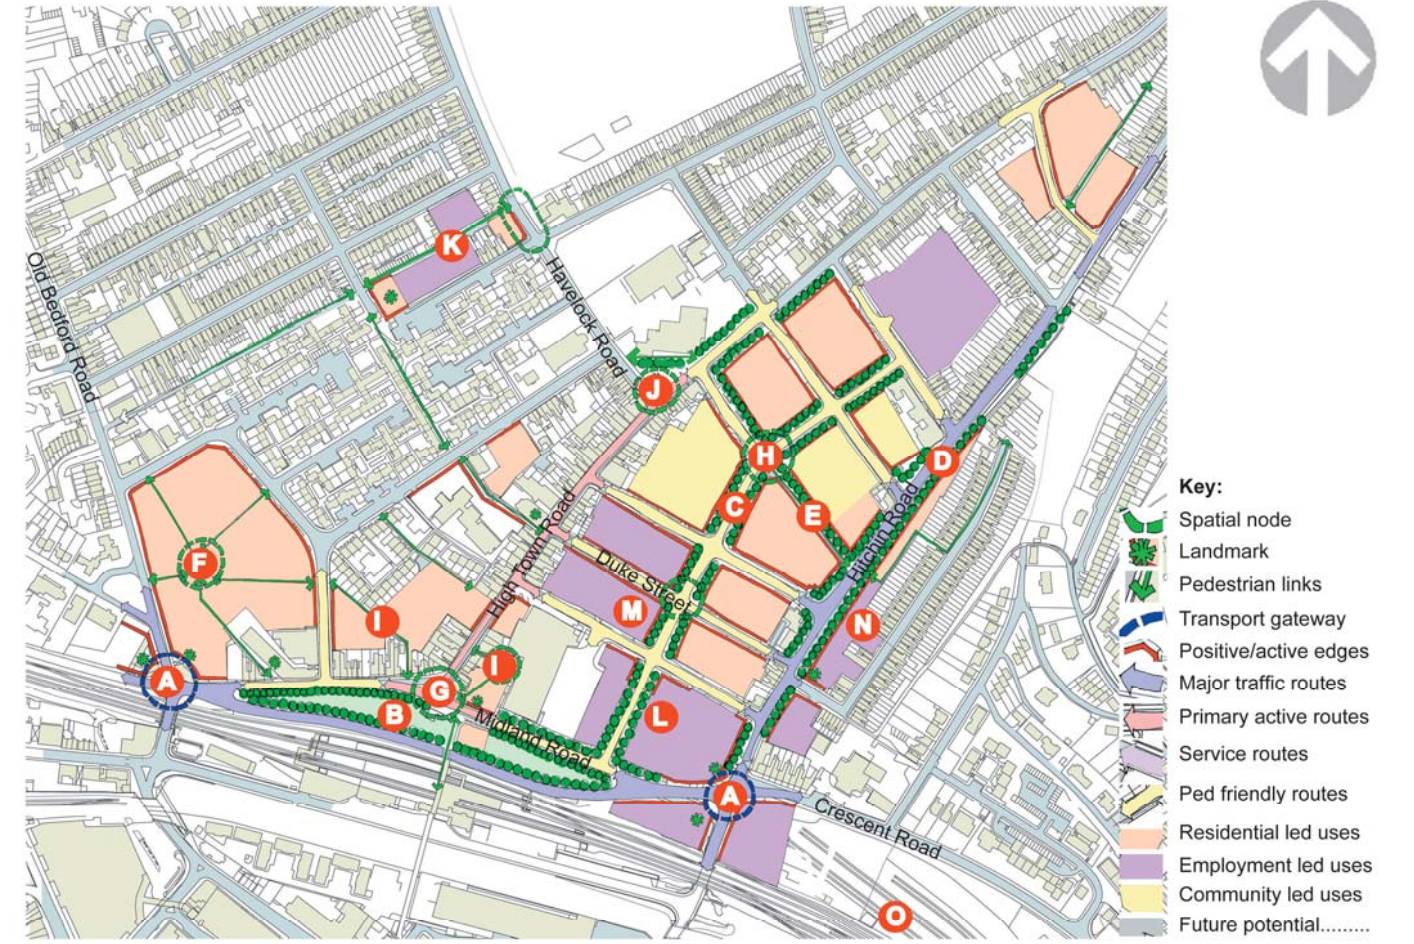 K
Old Bedford Road
Havelock Road
J
H
D
C
E
Hitchin Road
High Town Road
F
Duke Street
M
I
N
I
A
G
B
Midland Road
L
A
Crescent Road
O
Key:
Spatial node
Landmark
Pedestrian links
Transport gateway
Positive/active edges
Major traffic routes
Primary active routes
Service routes
Ped friendly routes
Residential led uses
Employment led uses
Community led uses
Future potential.........